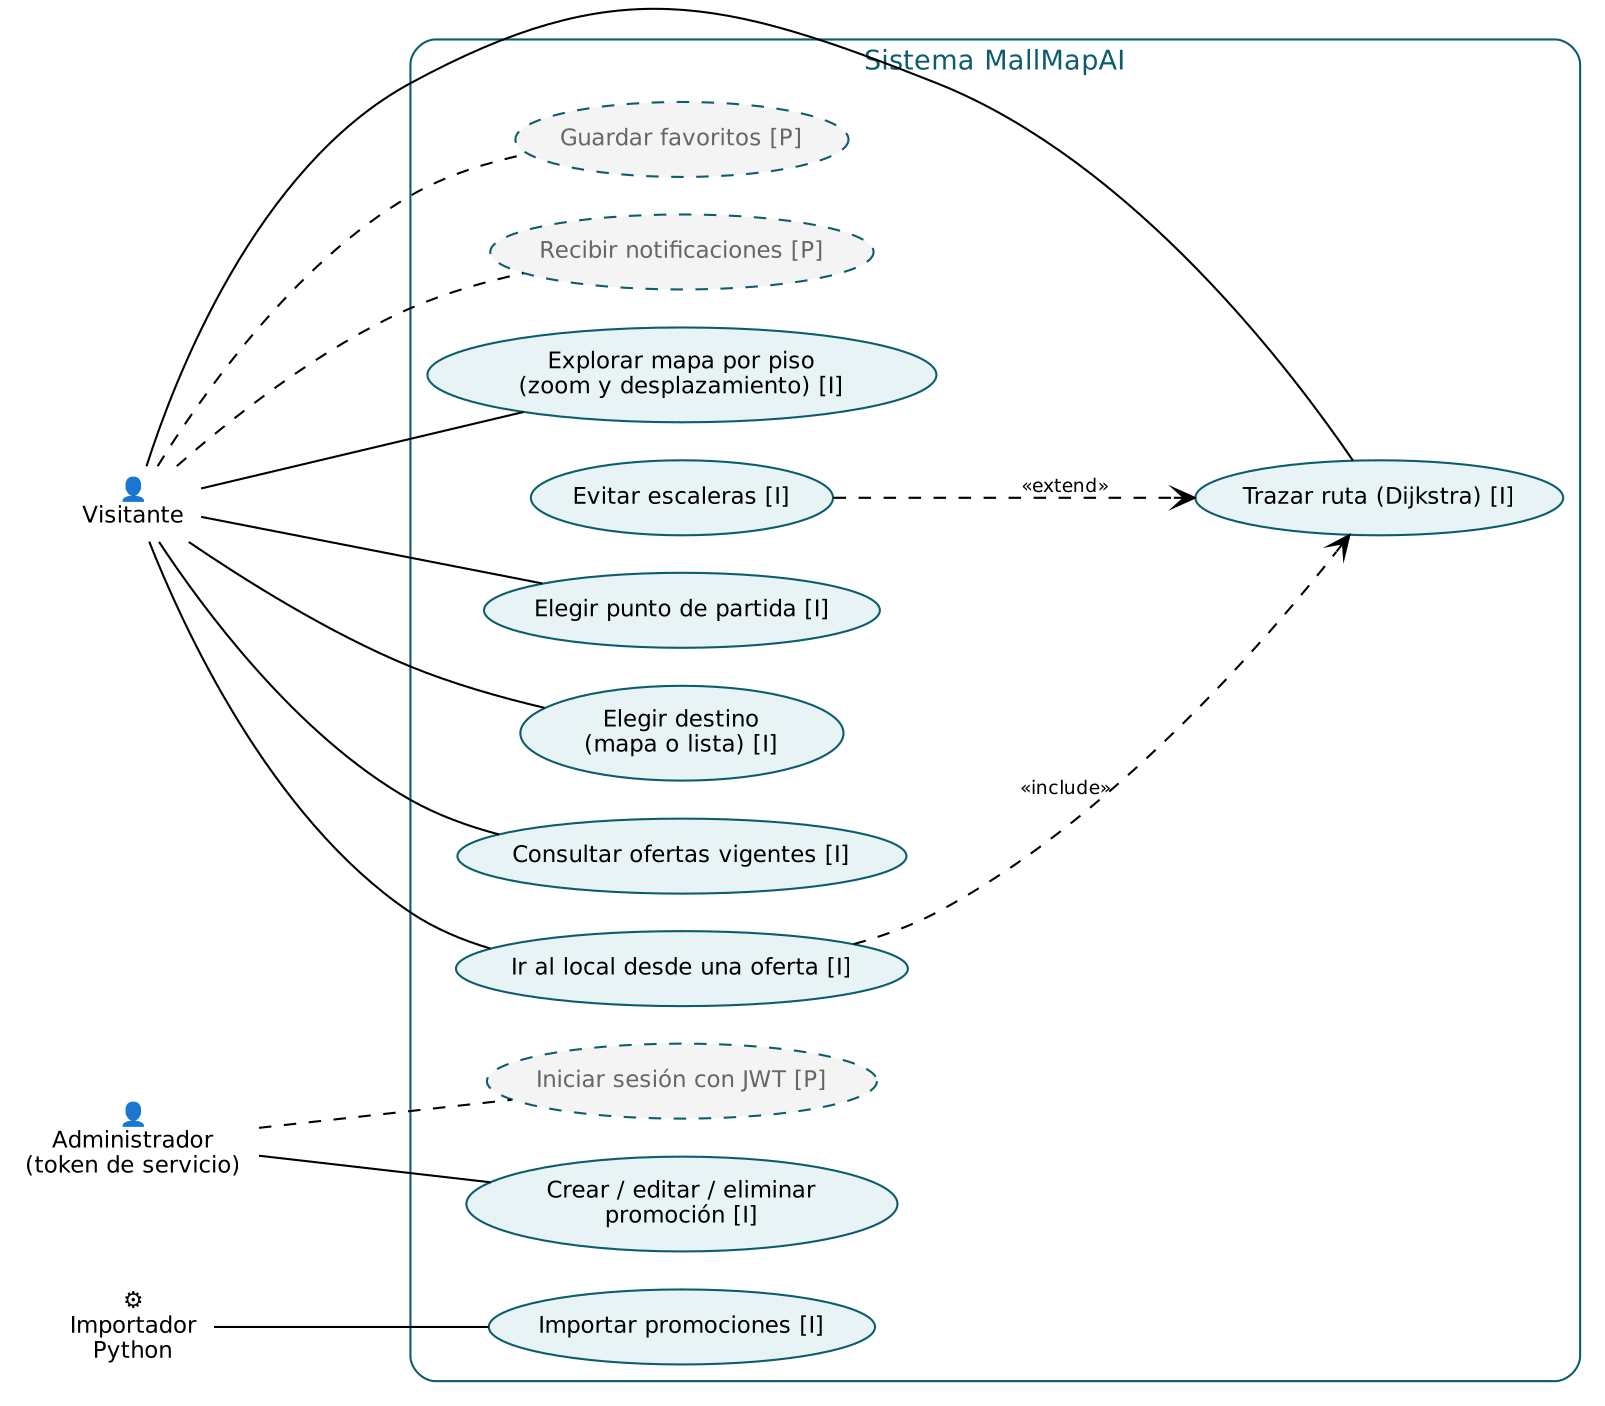 Sistema MallMapAI
Guardar favoritos [P]
Recibir notificaciones [P]
Explorar mapa por piso
(zoom y desplazamiento) [I]
Visitante
Evitar escaleras [I]
«extend»
Trazar ruta (Dijkstra) [I]
Elegir punto de partida [I]
Elegir destino
(mapa o lista) [I]
«include»
Consultar ofertas vigentes [I]
Ir al local desde una oferta [I]
Iniciar sesión con JWT [P]
Administrador
(token de servicio)
Crear / editar / eliminar
promoción [I]
Importador
Python
Importar promociones [I]